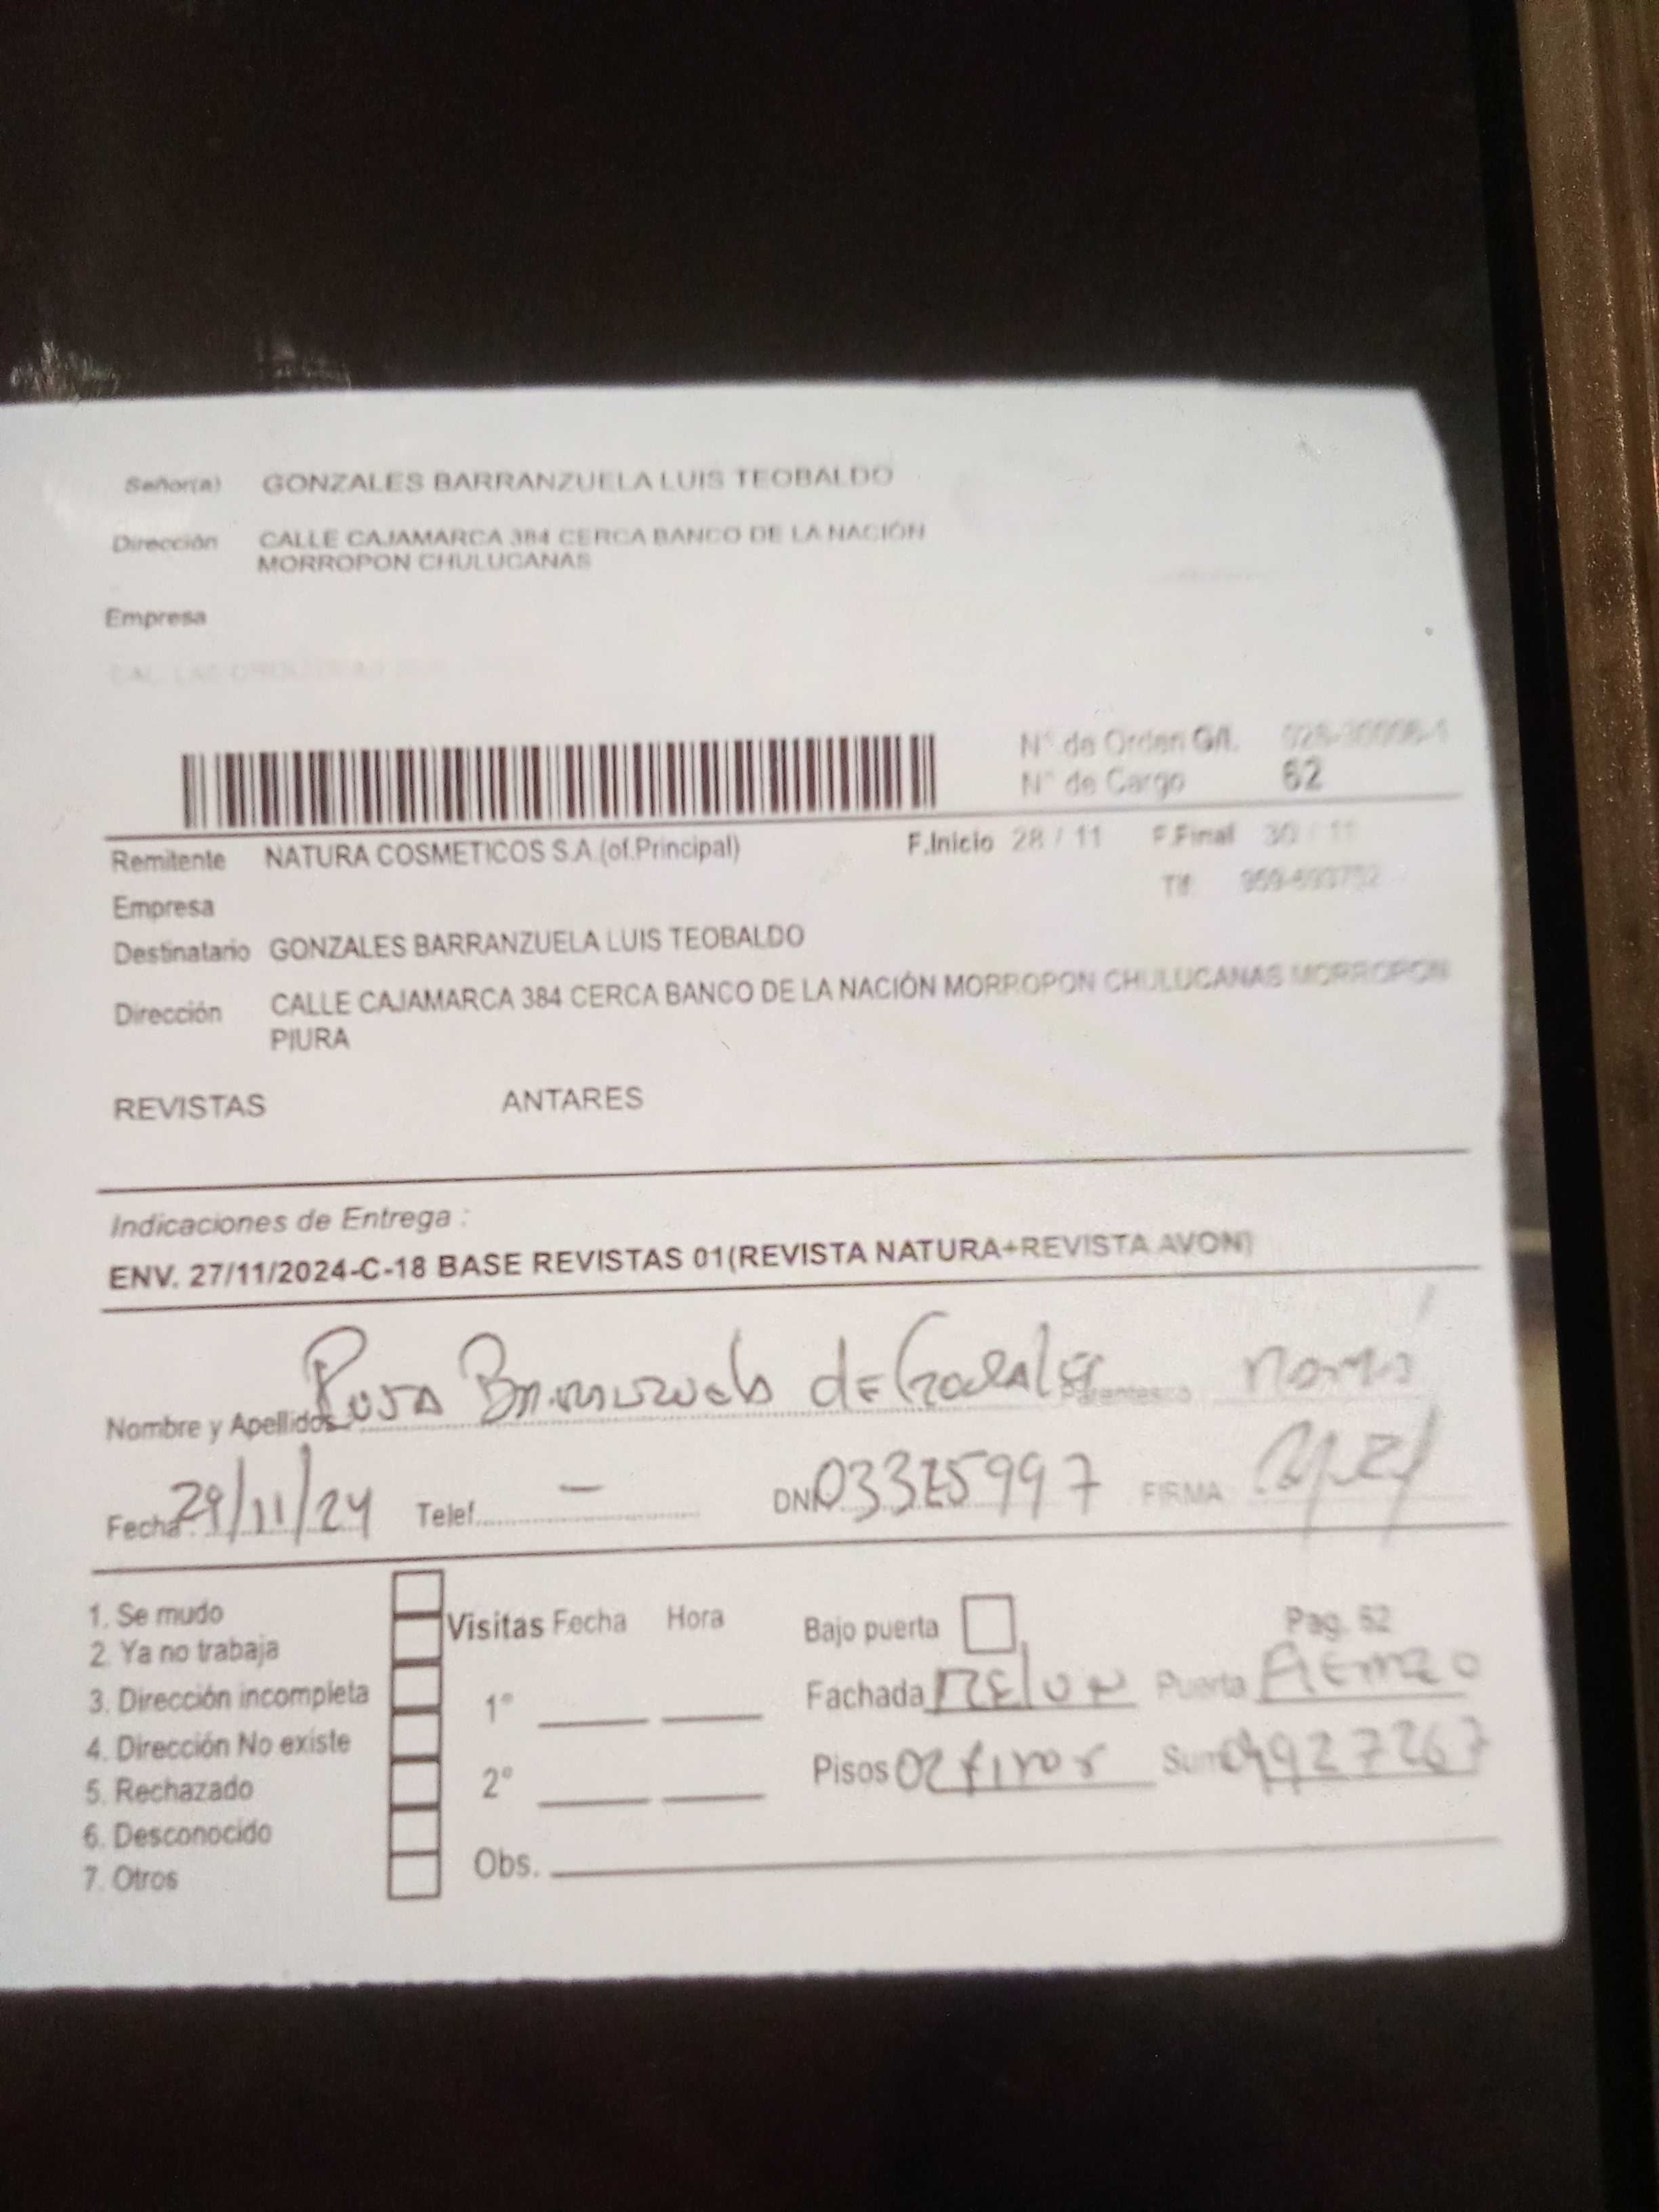 Señor(a) GONZALES BARRANZUELA LUIS TEOBALDO
Dirección CALLE CAJAMARCA 384 CERCA BANCO DE LA NACIÓN
MORROPON CHULUCANAS
Empresa
N° de Orden G/I.
N° de Cargo 62
Remitente NATURA COSMETICOS S.A.(of.Principal) F.Inicio 28 / 11 F.Final 30 / 11
Tlf.
Empresa
Destinatario GONZALES BARRANZUELA LUIS TEOBALDO
Dirección CALLE CAJAMARCA 384 CERCA BANCO DE LA NACIÓN MORROPON CHULUCANAS MORROPON
PIURA
REVISTAS ANTARES
Indicaciones de Entrega :
ENV. 27/11/2024-C-18 BASE REVISTAS 01(REVISTA NATURA+REVISTA AVON)
Nombre y Apellidos de Parentesco mamá
Fecha 29/11/24 Telef. - DNI FIRMA
1. Se mudo
2. Ya no trabaja
3. Dirección incompleta
4. Dirección No existe
5. Rechazado
6. Desconocido
7. Otros
Visitas Fecha Hora
1°
2°
Obs.
Bajo puerta Pag. 62
Fachada Puerta
Pisos 02 Sum